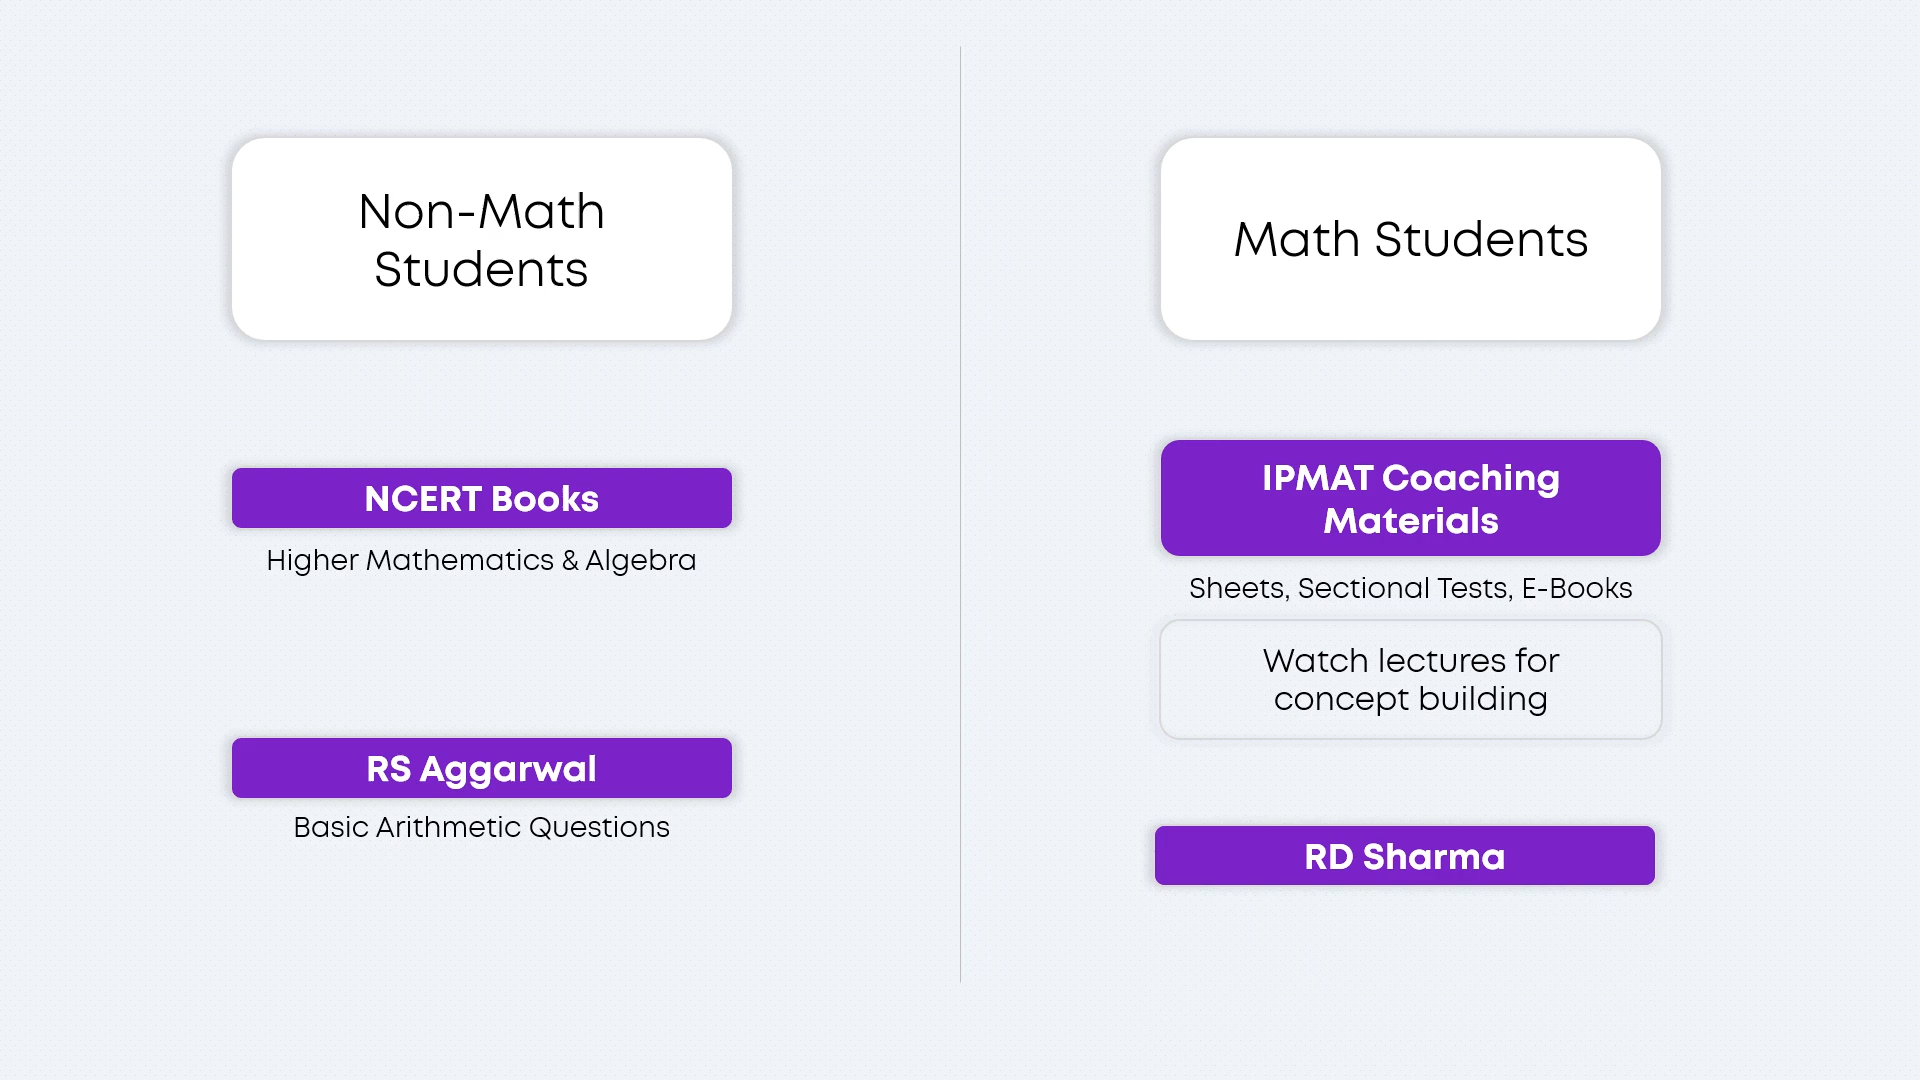 Non-Math
Students
NCERT Books
Higher Mathematics & Algebra
RS Aggarwal
Basic Arithmetic Questions
Math Students
IPMAT Coaching
Materials
Sheets, Sectional Tests, E-Books
Watch lectures for
concept building
RD Sharma